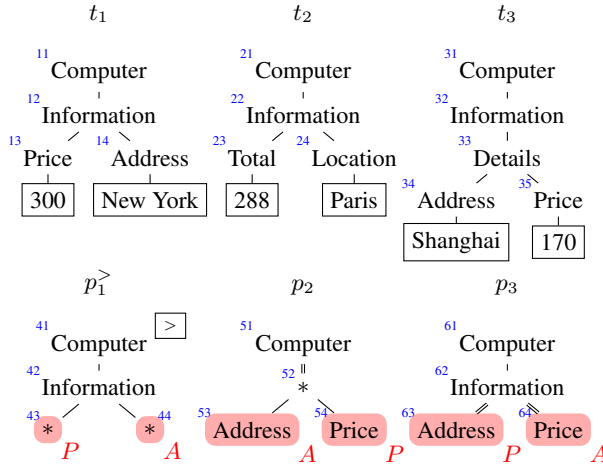 t1 t2 t3
11 21 31
Computer Computer Computer
12 22 32
Information Information Information
13 14 23 24 33
Price Address Total Location Details
300 New York 288 Paris
34 35
Address Price
Shanghai 170
p1> p2 p3
41 > 51 61
Computer Computer Computer
42 52 62
Information * Information
43 44 53 54 63 64
* * Address Price Address Price
P A A P P A